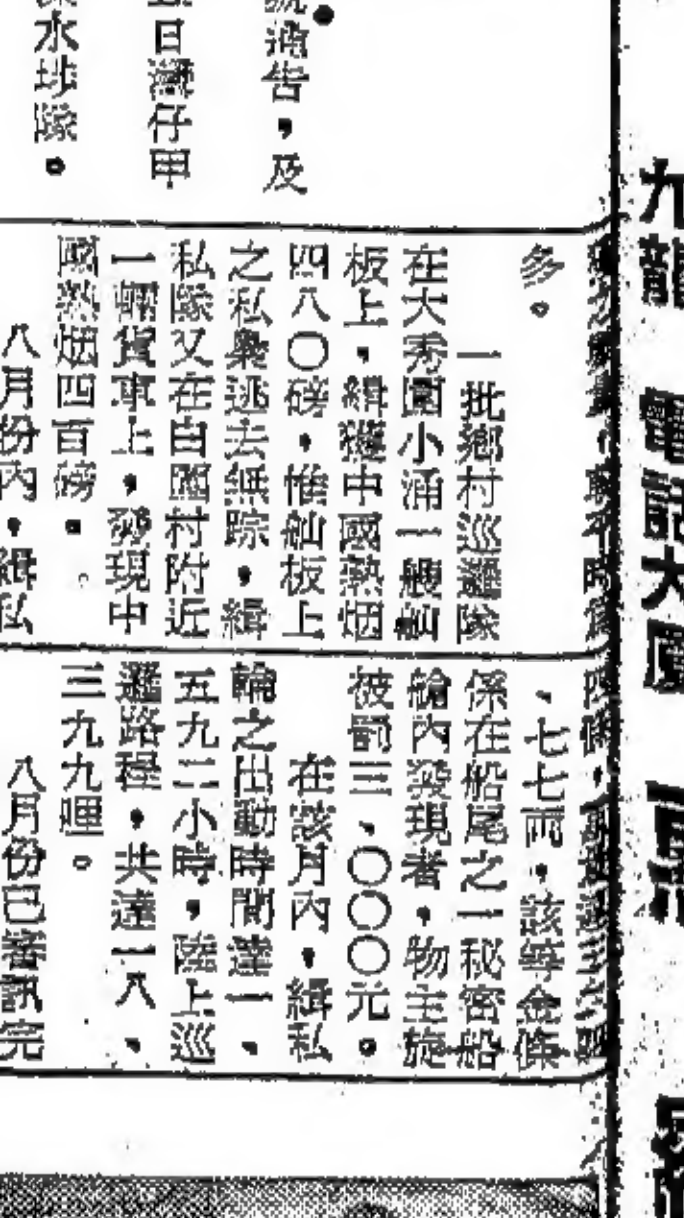 九龍
電話大廈
號通告，及
日灣仔甲
水埗隊。
多。
一批鄉村巡邏隊
在大秀圍小涌一艘舢
板上，緝獲中國熱烟
四八〇磅，惟舢板上
之私梟逃去無踪，緝
私隊又在白圍村附近
一輛貨車上，發現中
國熱烟四百磅。
八月份內，緝私
、七七両，該等金條
係在船尾之一秘密船
艙內發現者，物主旋
被罰三、〇〇〇元。
在該月內，緝私
輪之出動時間達一、
五九二小時，陸上巡
邏路程，共達一八、
三九九哩。
八月份已審訊完